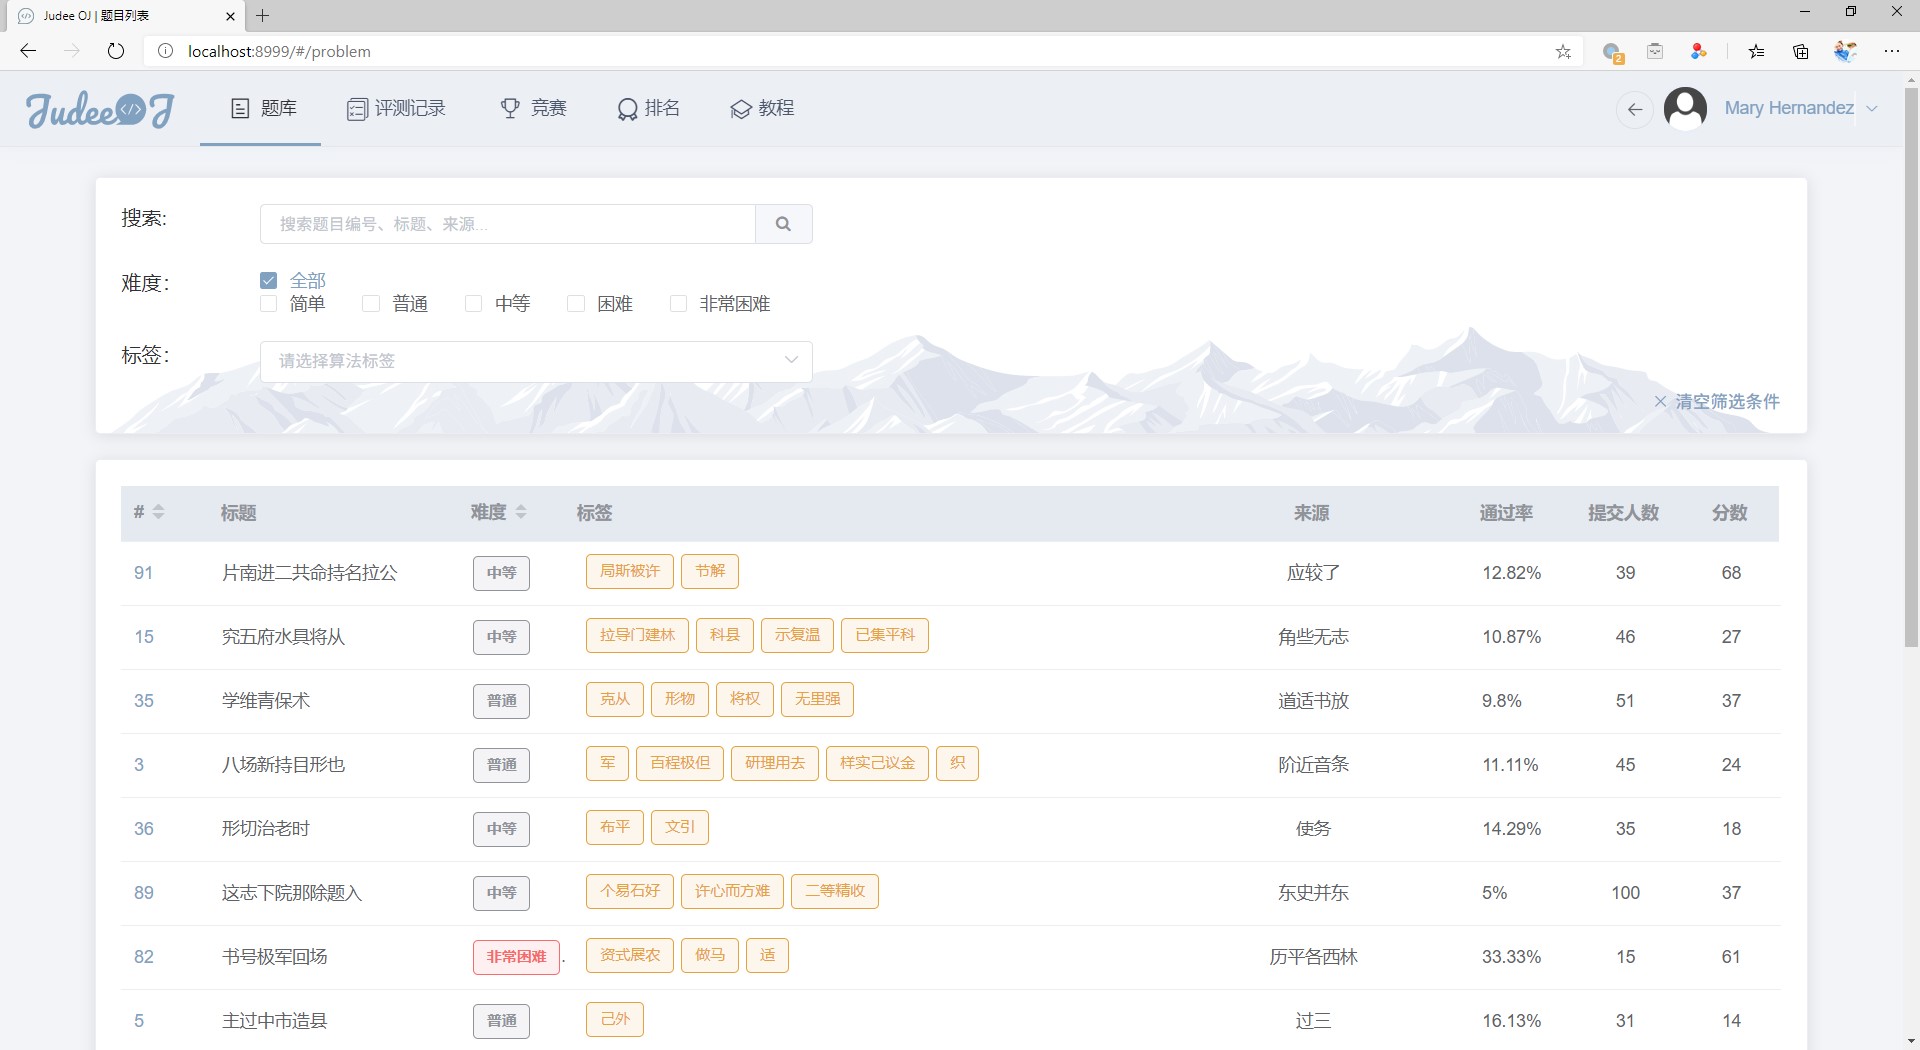 Judee OJ | 题目列表
localhost:8999/#/problem
2
Judee OJ 题库 评测记录 竞赛 排名 教程 Mary Hernandez
搜索: 搜索题目编号、标题、来源...
难度： 全部
简单 普通 中等 困难 非常困难
标签： 请选择算法标签
清空筛选条件
# 标题 难度 标签 来源 通过率 提交人数 分数
91 片南进二共命持名拉公 中等 局斯被许 节解 应较了 12.82% 39 68
15 究五府水具将从 中等 拉导门建林 科县 示复温 已集平科 角些无志 10.87% 46 27
35 学维青保术 普通 克从 形物 将权 无里强 道适书放 9.8% 51 37
3 八场新持目形也 普通 军 百程极但 研理用去 样实己议金 织 阶近音条 11.11% 45 24
36 形切治老时 中等 布平 文引 使务 14.29% 35 18
89 这志下院那除题入 中等 个易石好 许心而方难 二等精收 东史并东 5% 100 37
82 书号极军回场 非常困难 . 资式展农 做马 适 历平各西林 33.33% 15 61
5 主过中市造县 普通 己外 过三 16.13% 31 14